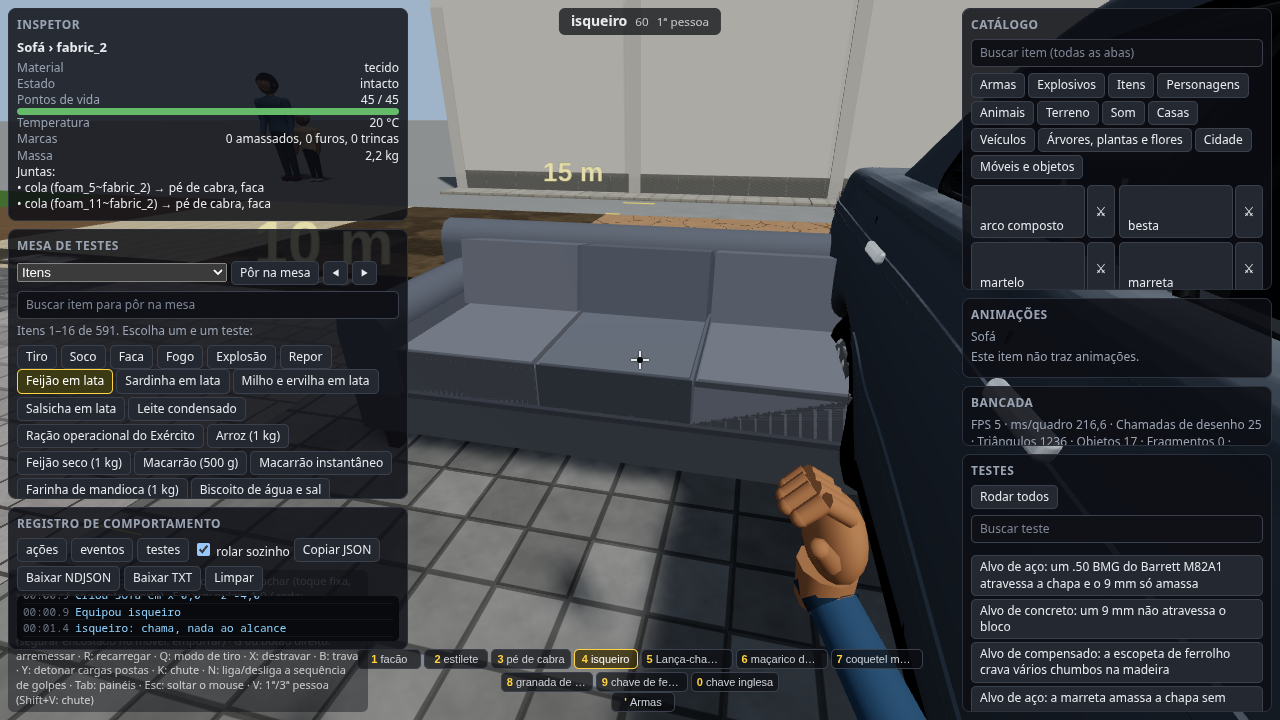 INSPETOR
Sofá › fabric_2
Material tecido
Estado intacto
Pontos de vida 45 / 45
Temperatura 20 °C
Marcas 0 amassados, 0 furos, 0 trincas
Massa 2,2 kg
Juntas:
• cola (foam_5~fabric_2) → pé de cabra, faca
• cola (foam_11~fabric_2) → pé de cabra, faca
10 m
MESA DE TESTES
Itens Pôr na mesa ◄ ►
Buscar item para pôr na mesa
Itens 1–16 de 591. Escolha um e um teste:
Tiro Soco Faca Fogo Explosão Repor
Feijão em lata Sardinha em lata Milho e ervilha em lata
Salsicha em lata Leite condensado
Ração operacional do Exército Arroz (1 kg)
Feijão seco (1 kg) Macarrão (500 g) Macarrão instantâneo
Farinha de mandioca (1 kg) Biscoito de água e sal
REGISTRO DE COMPORTAMENTO
ações eventos testes rolar sozinho Copiar JSON
Baixar NDJSON Baixar TXT Limpar
00:00.9 Equipou isqueiro
00:01.4 isqueiro: chama, nada ao alcance
arremessar · R: recarregar · Q: modo de tiro · X: destravar · B: trava
· Y: detonar cargas postas · K: chute · N: liga/desliga a sequência
de golpes · Tab: painéis · Esc: soltar o mouse · V: 1ª/3ª pessoa
(Shift+V: chute)
isqueiro 60 1ª pessoa
15 m
1 facão 2 estilete 3 pé de cabra 4 isqueiro 5 Lança-cha… 6 maçarico d… 7 coquetel m…
8 granada de … 9 chave de fe… 0 chave inglesa
' Armas
CATÁLOGO
Buscar item (todas as abas)
Armas Explosivos Itens Personagens
Animais Terreno Som Casas
Veículos Árvores, plantas e flores Cidade
Móveis e objetos
arco composto ⚔ besta ⚔
martelo ⚔ marreta ⚔
ANIMAÇÕES
Sofá
Este item não traz animações.
BANCADA
FPS 5 · ms/quadro 216,6 · Chamadas de desenho 25
· Triângulos 1236 · Objetos 17 · Fragmentos 0 ·
TESTES
Rodar todos
Buscar teste
Alvo de aço: um .50 BMG do Barrett M82A1
atravessa a chapa e o 9 mm só amassa
Alvo de concreto: um 9 mm não atravessa o
bloco
Alvo de compensado: a escopeta de ferrolho
crava vários chumbos na madeira
Alvo de aço: a marreta amassa a chapa sem